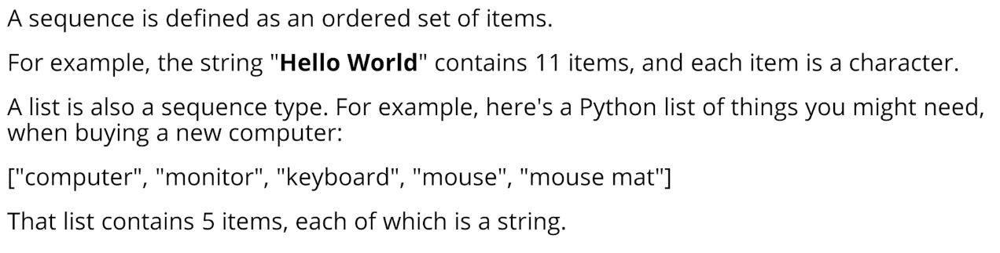 A sequence is defined as an ordered set of items.
For example, the string "Hello World" contains 11 items, and each item is a character.
A list is also a sequence type. For example, here's a Python list of things you might need,
when buying a new computer:
["computer", "monitor", "keyboard", "mouse", "mouse mat"]
That list contains 5 items, each of which is a string.